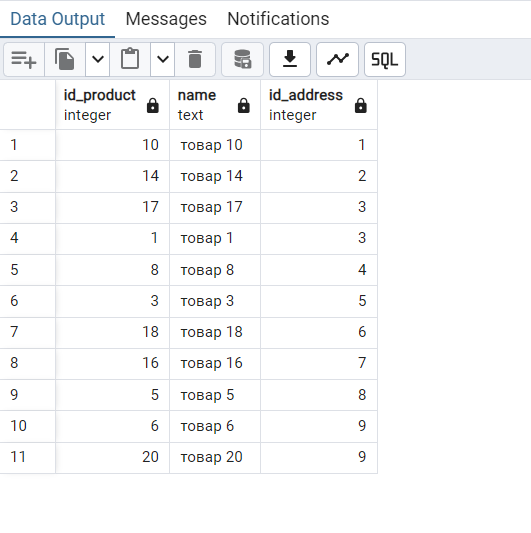 Data Output Messages Notifications
SQL
id_product name id_address
integer text integer
1 10 товар 10 1
2 14 товар 14 2
3 17 товар 17 3
4 1 товар 1 3
5 8 товар 8 4
6 3 товар 3 5
7 18 товар 18 6
8 16 товар 16 7
9 5 товар 5 8
10 6 товар 6 9
11 20 товар 20 9